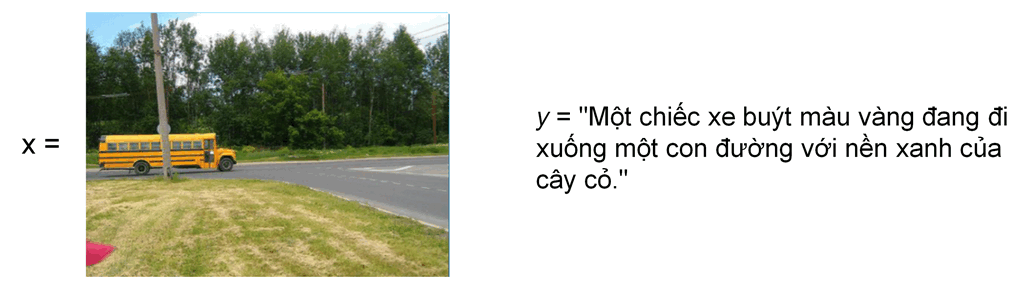 x =
y = "Một chiếc xe buýt màu vàng đang đi
xuống một con đường với nền xanh của
cây cỏ."